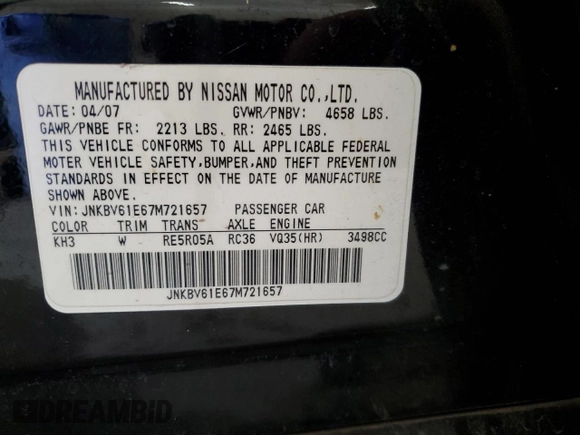 MANUFACTURED BY NISSAN MOTOR CO.,LTD.
DATE: 04/07 GVWR/PNBV: 4658 LBS.
GAWR/PNBE FR: 2213 LBS. RR: 2465 LBS.
THIS VEHICLE CONFORMS TO ALL APPLICABLE FEDERAL
MOTOR VEHICLE SAFETY,BUMPER,AND THEFT PREVENTION
STANDARDS IN EFFECT ON THE DATE OF MANUFACTURE
SHOWN ABOVE.
VIN: JNKBV61E67M721657 PASSENGER CAR
COLOR TRIM TRANS AXLE ENGINE
KH3 W RE5R05A RC36 VQ35(HR) 3498CC
JNKBV61E67M721657
DREAMBID